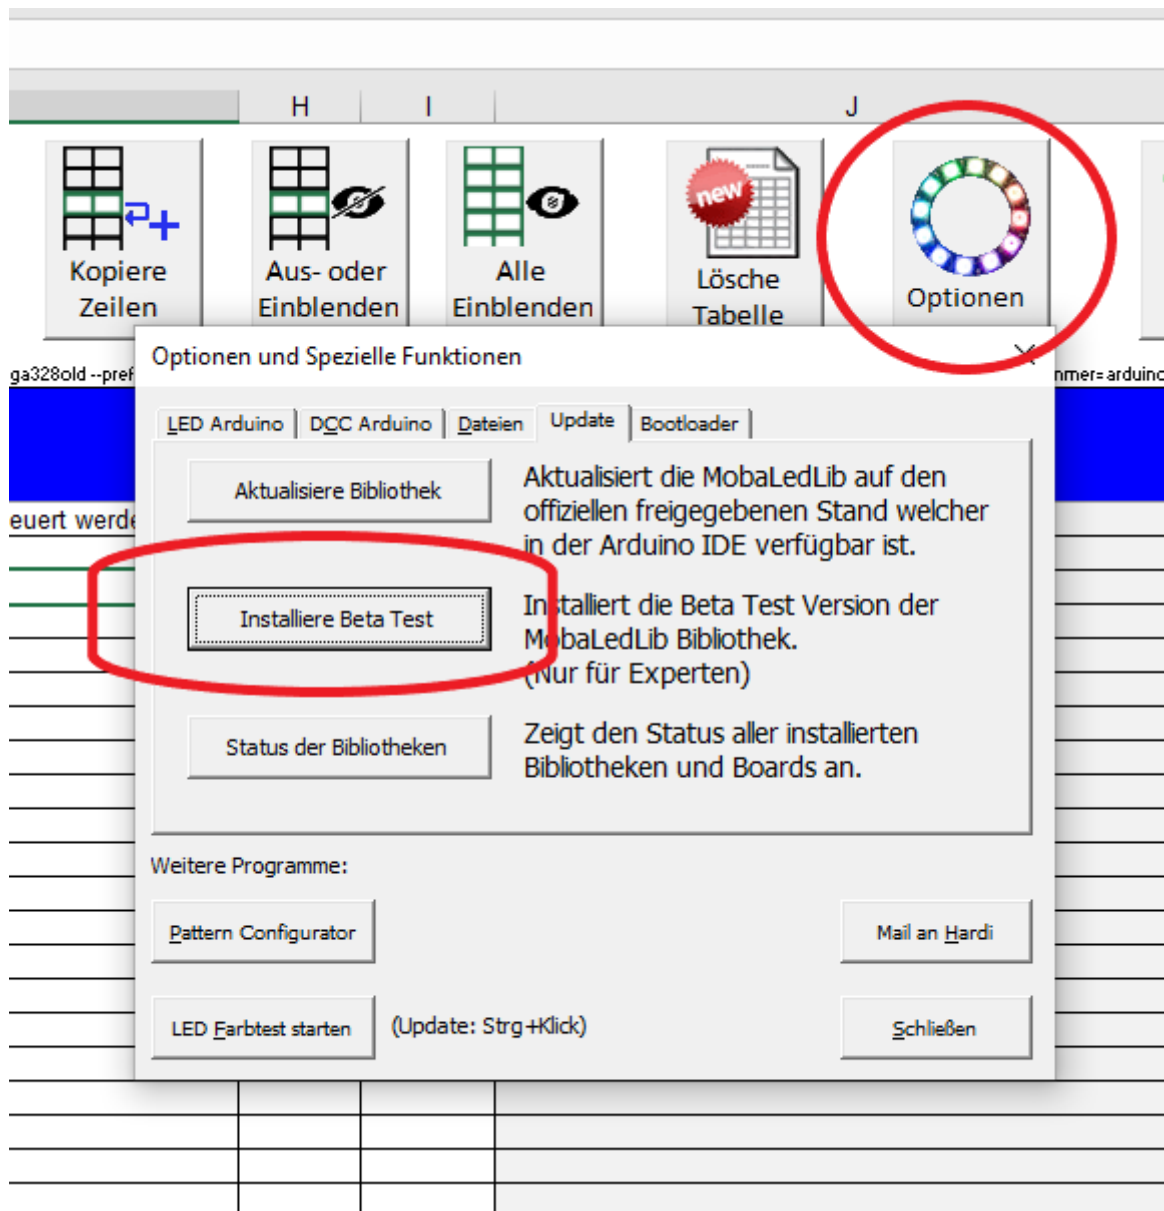 H I J
new
Kopiere
Zeilen
Aus- oder
Einblenden
Alle
Einblenden
Lösche
Tabelle
Optionen
ga328old --pref
Optionen und Spezielle Funktionen
nmer=arduino
LED Arduino DCC Arduino Dateien Update Bootloader
Aktualisiere Bibliothek
Aktualisiert die MobaLedLib auf den
offiziellen freigegebenen Stand welcher
in der Arduino IDE verfügbar ist.
euert werde
Installiere Beta Test
Installiert die Beta Test Version der
MobaLedLib Bibliothek.
(Nur für Experten)
Status der Bibliotheken
Zeigt den Status aller installierten
Bibliotheken und Boards an.
Weitere Programme:
Pattern Configurator
Mail an Hardi
LED Farbtest starten
(Update: Strg+Klick)
Schließen